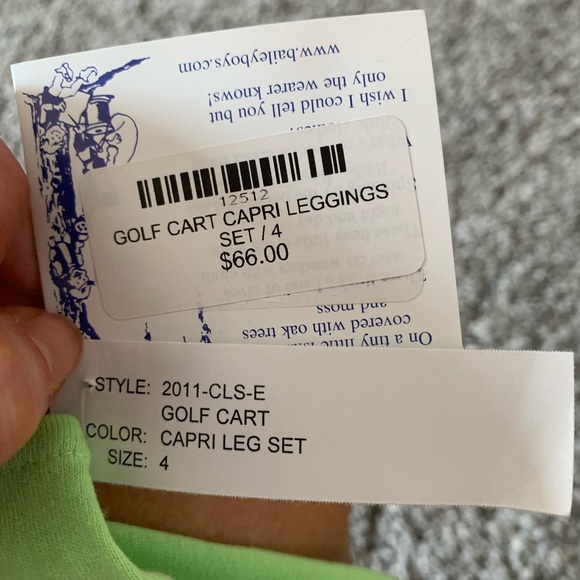 www.baileyboys.com
only the wearer knows!
I wish I could tell you but
12512
GOLF CART CAPRI LEGGINGS
SET / 4
$66.00
and moss
covered with oak trees
On a tiny little
STYLE: 2011-CLS-E
GOLF CART
COLOR: CAPRI LEG SET
SIZE: 4